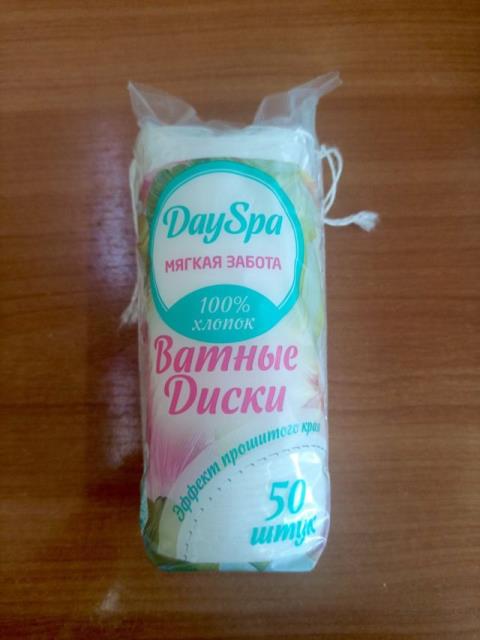 DaySpa
МЯГКАЯ ЗАБОТА
100%
хлопок
Ватные
Диски
Эффект прошитого края
50
штук